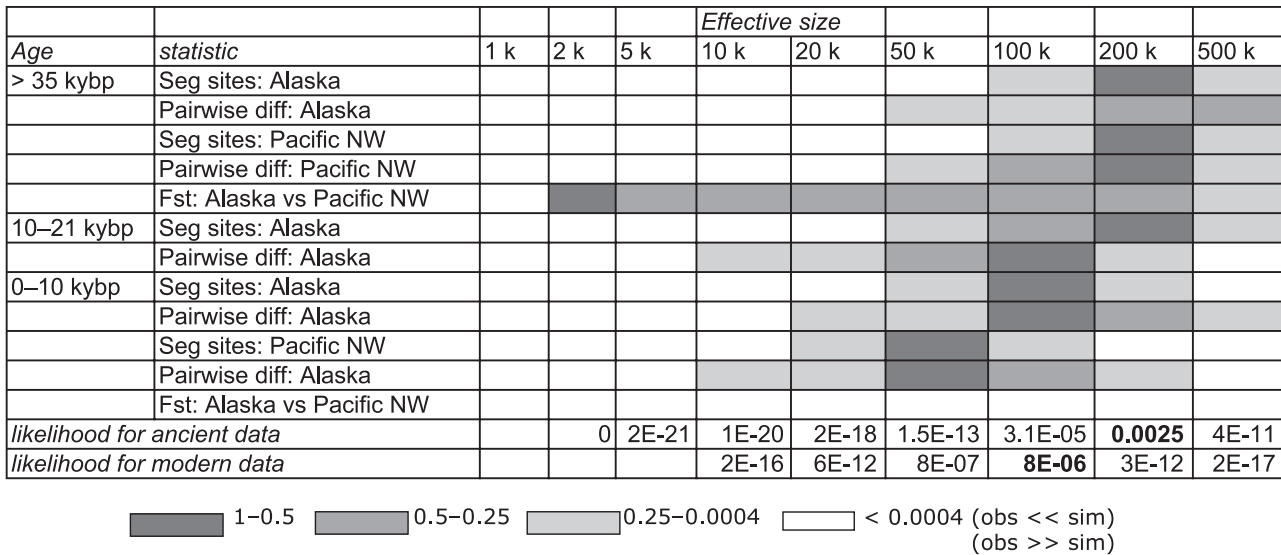 Effective size
Age statistic 1 k 2 k 5 k 10 k 20 k 50 k 100 k 200 k 500 k
> 35 kybp Seg sites: Alaska
Pairwise diff: Alaska
Seg sites: Pacific NW
Pairwise diff: Pacific NW
Fst: Alaska vs Pacific NW
10–21 kybp Seg sites: Alaska
Pairwise diff: Alaska
0–10 kybp Seg sites: Alaska
Pairwise diff: Alaska
Seg sites: Pacific NW
Pairwise diff: Alaska
Fst: Alaska vs Pacific NW
likelihood for ancient data 0 2E-21 1E-20 2E-18 1.5E-13 3.1E-05 0.0025 4E-11
likelihood for modern data 2E-16 6E-12 8E-07 8E-06 3E-12 2E-17
1–0.5 0.5–0.25 0.25–0.0004 < 0.0004 (obs << sim)
(obs >> sim)